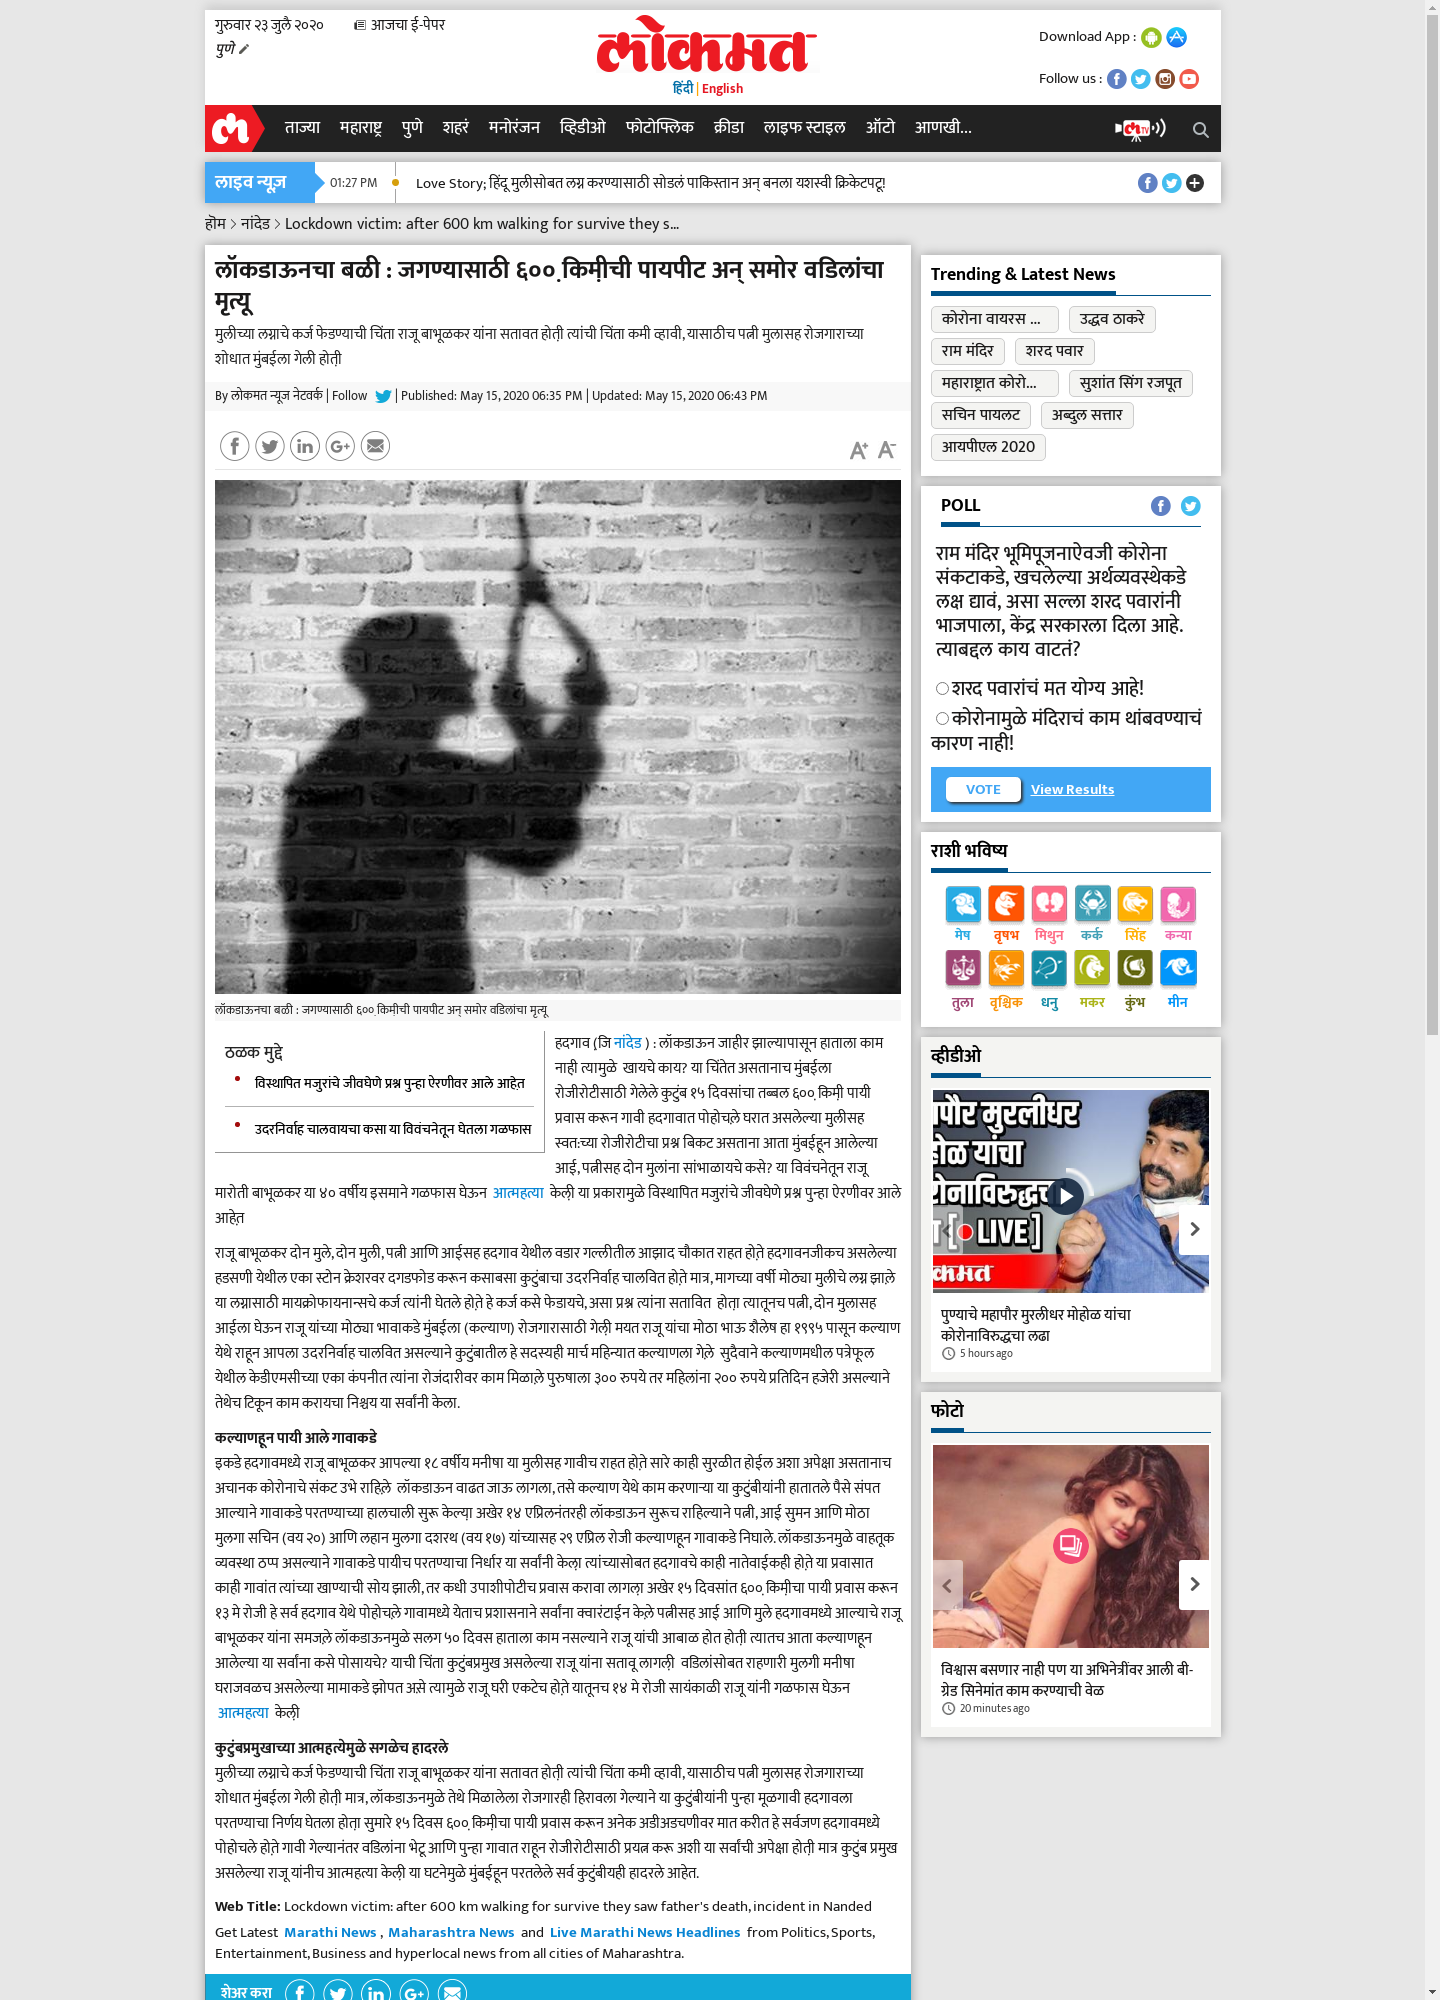 गुरुवार २३ जुलै २०२०
आजचा ई-पेपर
पुणे
लोकमत
हिंदी | English
Download App :
Follow us :
ताज्या महाराष्ट्र पुणे शहरं मनोरंजन व्हिडीओ फोटोफ्लिक क्रीडा लाइफ स्टाइल ऑटो आणखी...
लाइव न्यूज़ 01:27 PM Love Story; हिंदू मुलीसोबत लग्न करण्यासाठी सोडलं पाकिस्तान अन् बनला यशस्वी क्रिकेटपटू!
होम > नांदेड > Lockdown victim: after 600 km walking for survive they s...
लॉकडाऊनचा बळी : जगण्यासाठी ६०० किमीची पायपीट अन् समोर वडिलांचा
मृत्यू
मुलीच्या लग्नाचे कर्ज फेडण्याची चिंता राजू बाभूळकर यांना सतावत होती़ त्यांची चिंता कमी व्हावी, यासाठीच पत्नी मुलासह रोजगाराच्या
शोधात मुंबईला गेली होती़
By लोकमत न्यूज नेटवर्क | Follow | Published: May 15, 2020 06:35 PM | Updated: May 15, 2020 06:43 PM
A+ A-
लॉकडाऊनचा बळी : जगण्यासाठी ६०० किमीची पायपीट अन् समोर वडिलांचा मृत्यू
ठळक मुद्दे
विस्थापित मजुरांचे जीवघेणे प्रश्न पुन्हा ऐरणीवर आले आहेत़
उदरनिर्वाह चालवायचा कसा या विवंचनेतून घेतला गळफास
हदगाव (जि़ नांदेड ) : लॉकडाऊन जाहीर झाल्यापासून हाताला काम
नाही़ त्यामुळे खायचे काय? या चिंतेत असतानाच मुंबईला
रोजीरोटीसाठी गेलेले कुटुंब १५ दिवसांचा तब्बल ६०० किमी पायी
प्रवास करून गावी हदगावात पोहोचले़ घरात असलेल्या मुलीसह
स्वत:च्या रोजीरोटीचा प्रश्न बिकट असताना आता मुंबईहून आलेल्या
आई, पत्नीसह दोन मुलांना सांभाळायचे कसे? या विवंचनेतून राजू
मारोती बाभूळकर या ४० वर्षीय इसमाने गळफास घेऊन आत्महत्या केली़ या प्रकारामुळे विस्थापित मजुरांचे जीवघेणे प्रश्न पुन्हा ऐरणीवर आले
आहेत़
राजू बाभूळकर दोन मुले, दोन मुली, पत्नी आणि आईसह हदगाव येथील वडार गल्लीतील आझाद चौकात राहत होते़ हदगावनजीकच असलेल्या
हडसणी येथील एका स्टोन क्रेशरवर दगडफोड करून कसाबसा कुटुंबाचा उदरनिर्वाह चालवित होते़ मात्र, मागच्या वर्षी मोठ्या मुलीचे लग्न झाले़
या लग्नासाठी मायक्रोफायनान्सचे कर्ज त्यांनी घेतले होते़ हे कर्ज कसे फेडायचे, असा प्रश्न त्यांना सतावित होता़ त्यातूनच पत्नी, दोन मुलासह
आईला घेऊन राजू यांच्या मोठ्या भावाकडे मुंबईला (कल्याण) रोजगारासाठी गेली़ मयत राजू यांचा मोठा भाऊ शैलेष हा १९९५ पासून कल्याण
येथे राहून आपला उदरनिर्वाह चालवित असल्याने कुटुंबातील हे सदस्यही मार्च महिन्यात कल्याणला गेले़ सुदैवाने कल्याणमधील पत्रेफूल
येथील केडीएमसीच्या एका कंपनीत त्यांना रोजंदारीवर काम मिळाले़ पुरुषाला ३०० रुपये तर महिलांना २०० रुपये प्रतिदिन हजेरी असल्याने
तेथेच टिकून काम करायचा निश्चय या सर्वांनी केला.
कल्याणहून पायी आले गावाकडे
इकडे हदगावमध्ये राजू बाभूळकर आपल्या १८ वर्षीय मनीषा या मुलीसह गावीच राहत होते़ सारे काही सुरळीत होईल अशा अपेक्षा असतानाच
अचानक कोरोनाचे संकट उभे राहिले़ लॉकडाऊन वाढत जाऊ लागला, तसे कल्याण येथे काम करणाऱ्या या कुटुंबीयांनी हातातले पैसे संपत
आल्याने गावाकडे परतण्याच्या हालचाली सुरू केल्या़ अखेर १४ एप्रिलनंतरही लॉकडाऊन सुरूच राहिल्याने पत्नी, आई सुमन आणि मोठा
मुलगा सचिन (वय २०) आणि लहान मुलगा दशरथ (वय १७) यांच्यासह २९ एप्रिल रोजी कल्याणहून गावाकडे निघाले. लॉकडाऊनमुळे वाहतूक
व्यवस्था ठप्प असल्याने गावाकडे पायीच परतण्याचा निर्धार या सर्वांनी केला़ त्यांच्यासोबत हदगावचे काही नातेवाईकही होते़ या प्रवासात
काही गावांत त्यांच्या खाण्याची सोय झाली, तर कधी उपाशीपोटीच प्रवास करावा लागला़ अखेर १५ दिवसांत ६०० किमीचा पायी प्रवास करून
१३ मे रोजी हे सर्व हदगाव येथे पोहोचले़ गावामध्ये येताच प्रशासनाने सर्वांना क्वारंटाईन केले़ पत्नीसह आई आणि मुले हदगावमध्ये आल्याचे राजू
बाभूळकर यांना समजले़ लॉकडाऊनमुळे सलग ५० दिवस हाताला काम नसल्याने राजू यांची आबाळ होत होती़ त्यातच आता कल्याणहून
आलेल्या या सर्वांना कसे पोसायचे? याची चिंता कुटुंबप्रमुख असलेल्या राजू यांना सतावू लागली़ वडिलांसोबत राहणारी मुलगी मनीषा
घराजवळच असलेल्या मामाकडे झोपत असे़ त्यामुळे राजू घरी एकटेच होते़ यातूनच १४ मे रोजी सायंकाळी राजू यांनी गळफास घेऊन
आत्महत्या केली़
कुटुंबप्रमुखाच्या आत्महत्येमुळे सगळेच हादरले
मुलीच्या लग्नाचे कर्ज फेडण्याची चिंता राजू बाभूळकर यांना सतावत होती़ त्यांची चिंता कमी व्हावी, यासाठीच पत्नी मुलासह रोजगाराच्या
शोधात मुंबईला गेली होती़ मात्र, लॉकडाऊनमुळे तेथे मिळालेला रोजगारही हिरावला गेल्याने या कुटुंबीयांनी पुन्हा मूळगावी हदगावला
परतण्याचा निर्णय घेतला होता़ सुमारे १५ दिवस ६०० किमीचा पायी प्रवास करून अनेक अडीअडचणीवर मात करीत हे सर्वजण हदगावमध्ये
पोहोचले होते़ गावी गेल्यानंतर वडिलांना भेटू आणि पुन्हा गावात राहून रोजीरोटीसाठी प्रयत्न करू अशी या सर्वांची अपेक्षा होती़ मात्र कुटुंब प्रमुख
असलेल्या राजू यांनीच आत्महत्या केली़ या घटनेमुळे मुंबईहून परतलेले सर्व कुटुंबीयही हादरले आहेत.
Web Title: Lockdown victim: after 600 km walking for survive they saw father's death, incident in Nanded
Get Latest Marathi News , Maharashtra News and Live Marathi News Headlines from Politics, Sports,
Entertainment, Business and hyperlocal news from all cities of Maharashtra.
शेअर करा
Trending & Latest News
कोरोना वायरस ... उद्धव ठाकरे
राम मंदिर शरद पवार
महाराष्ट्रात कोरो... सुशांत सिंग रजपूत
सचिन पायलट अब्दुल सत्तार
आयपीएल 2020
POLL
राम मंदिर भूमिपूजनाऐवजी कोरोना
संकटाकडे, खचलेल्या अर्थव्यवस्थेकडे
लक्ष द्यावं, असा सल्ला शरद पवारांनी
भाजपाला, केंद्र सरकारला दिला आहे.
त्याबद्दल काय वाटतं?
शरद पवारांचं मत योग्य आहे!
कोरोनामुळे मंदिराचं काम थांबवण्याचं
कारण नाही!
VOTE View Results
राशी भविष्य
मेष वृषभ मिथुन कर्क सिंह कन्या
तुला वृश्चिक धनु मकर कुंभ मीन
व्हीडीओ
पौर मुरलीधर
होळ यांचा
रोनाविरुद्धचा
[ LIVE ]
पुण्याचे महापौर मुरलीधर मोहोळ यांचा
कोरोनाविरुद्धचा लढा
5 hours ago
फोटो
विश्वास बसणार नाही पण या अभिनेत्रींवर आली बी-
ग्रेड सिनेमांत काम करण्याची वेळ
20 minutes ago